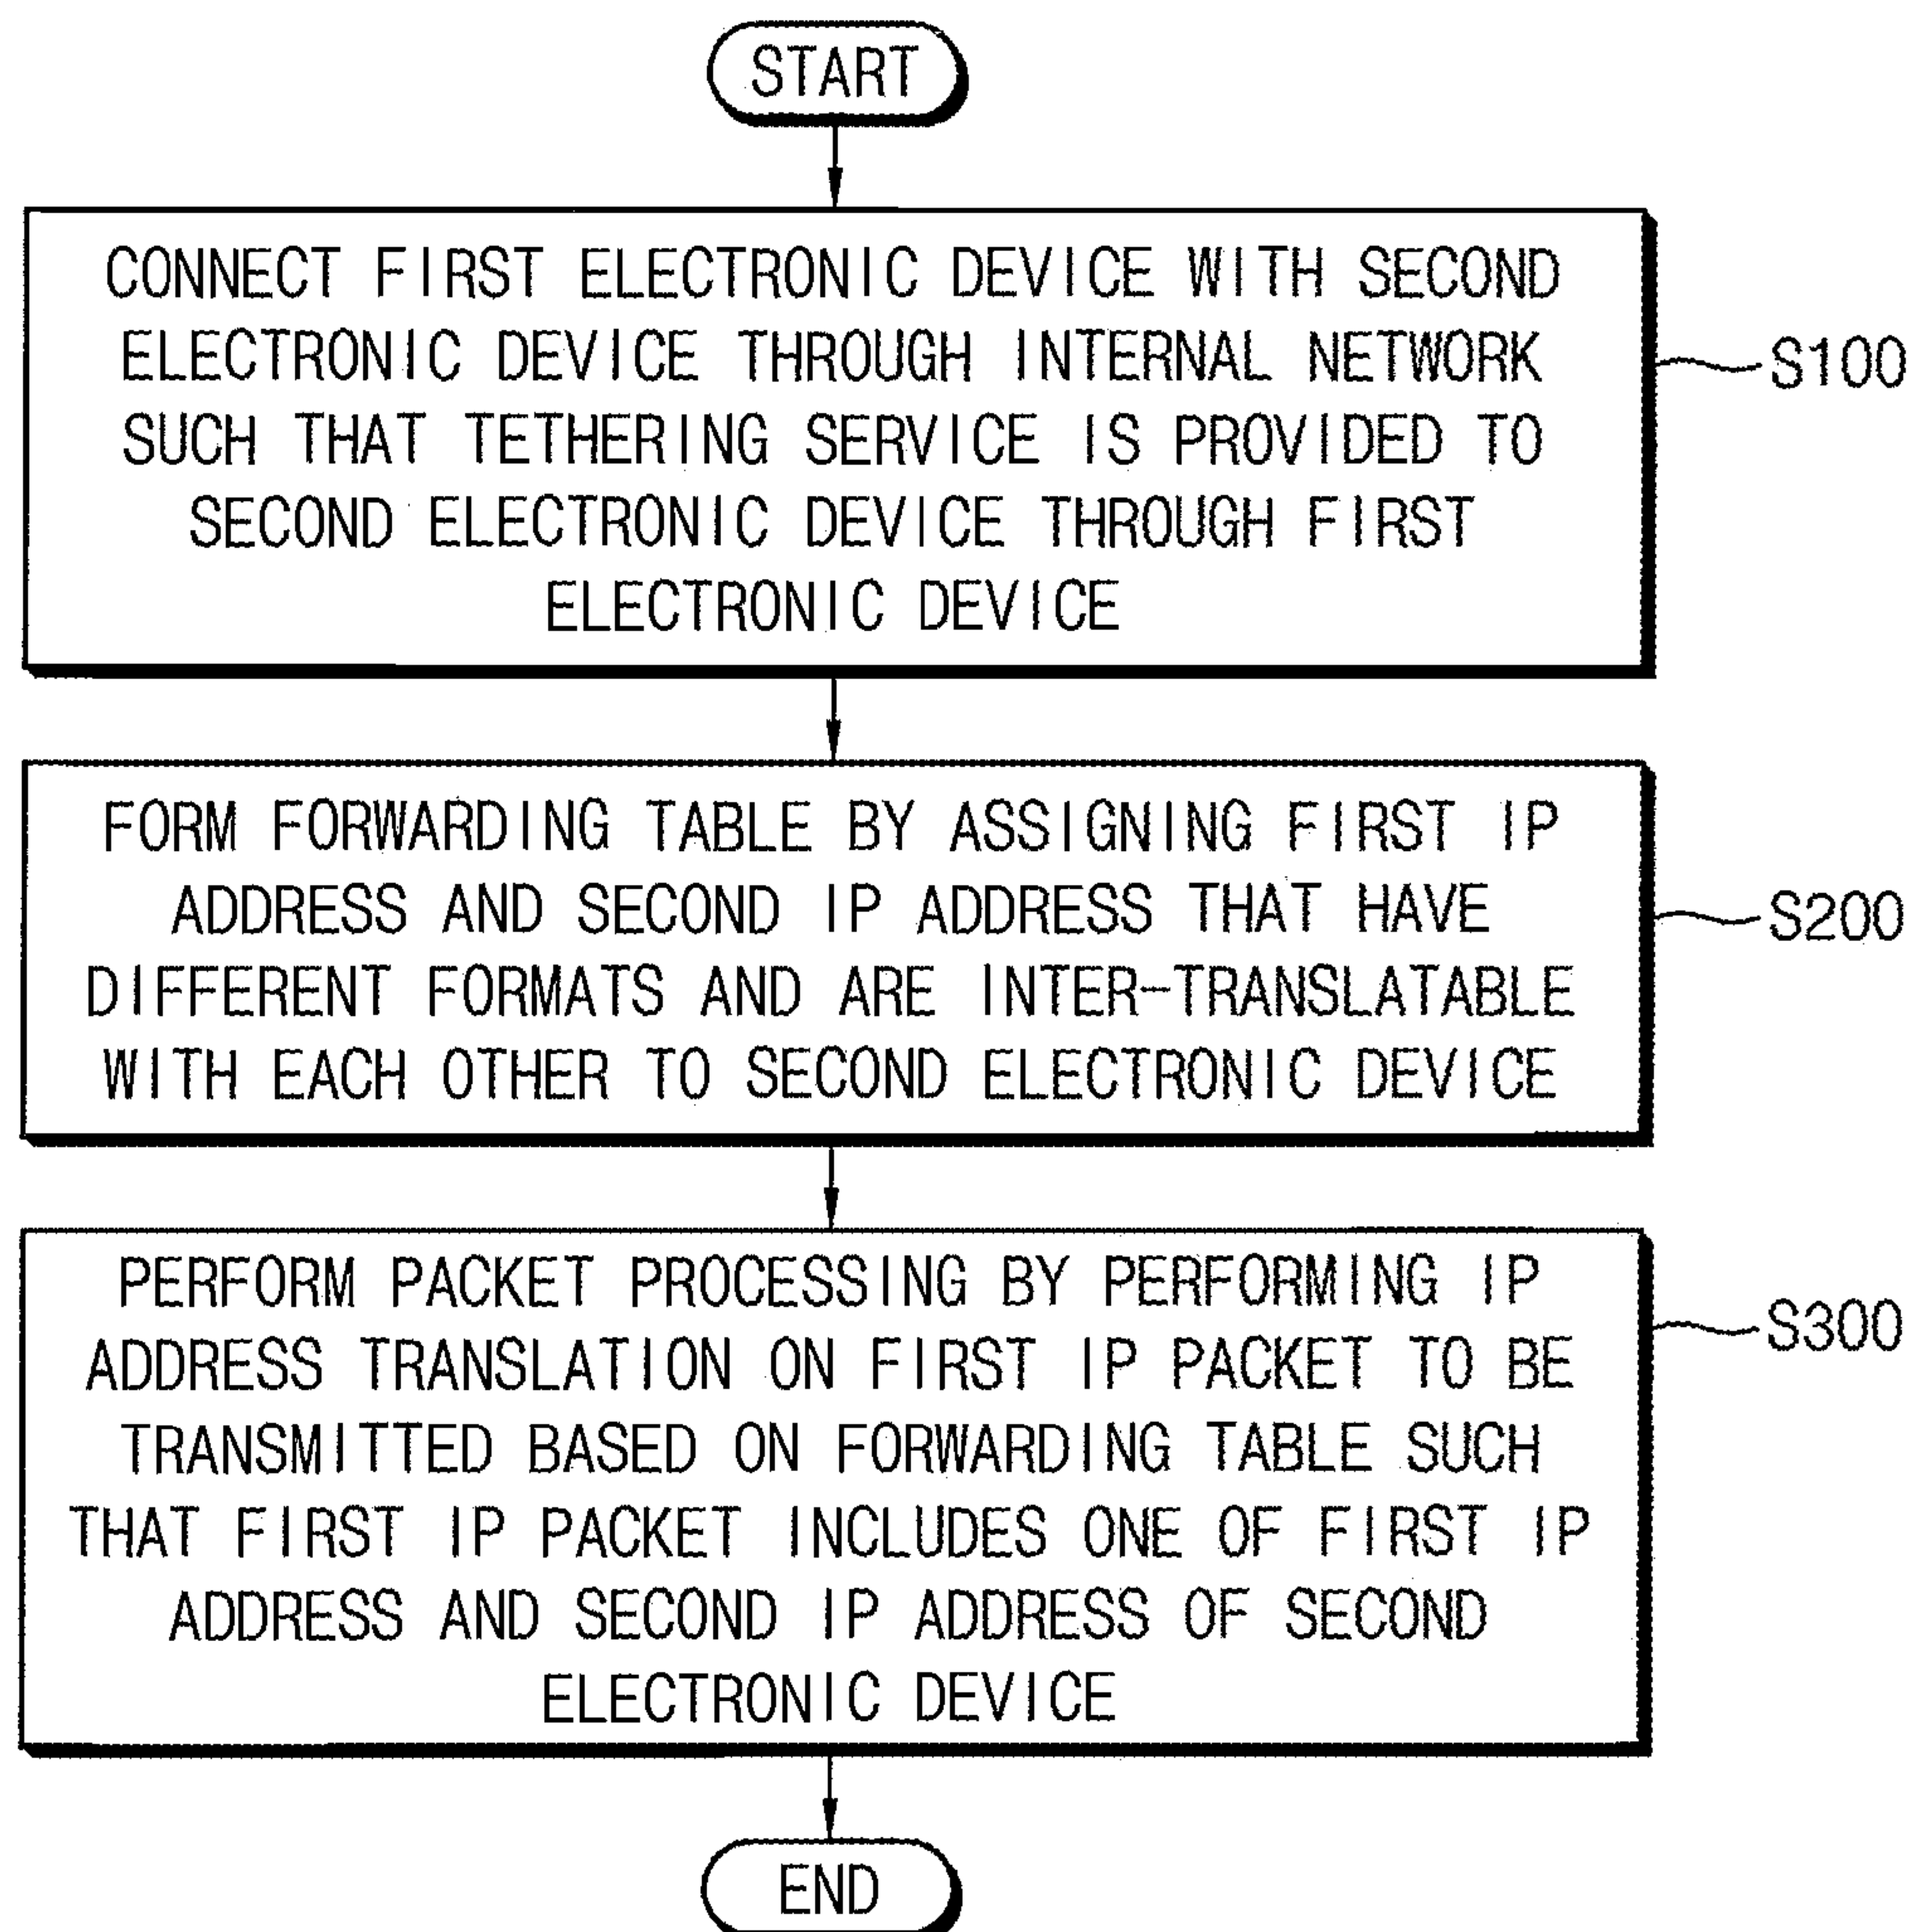 START
CONNECT FIRST ELECTRONIC DEVICE WITH SECOND
ELECTRONIC DEVICE THROUGH INTERNAL NETWORK
SUCH THAT TETHERING SERVICE IS PROVIDED TO
SECOND ELECTRONIC DEVICE THROUGH FIRST
ELECTRONIC DEVICE
S100
FORM FORWARDING TABLE BY ASSIGNING FIRST IP
ADDRESS AND SECOND IP ADDRESS THAT HAVE
DIFFERENT FORMATS AND ARE INTER-TRANSLATABLE
WITH EACH OTHER TO SECOND ELECTRONIC DEVICE
S200
PERFORM PACKET PROCESSING BY PERFORMING IP
ADDRESS TRANSLATION ON FIRST IP PACKET TO BE
TRANSMITTED BASED ON FORWARDING TABLE SUCH
THAT FIRST IP PACKET INCLUDES ONE OF FIRST IP
ADDRESS AND SECOND IP ADDRESS OF SECOND
ELECTRONIC DEVICE
S300
END